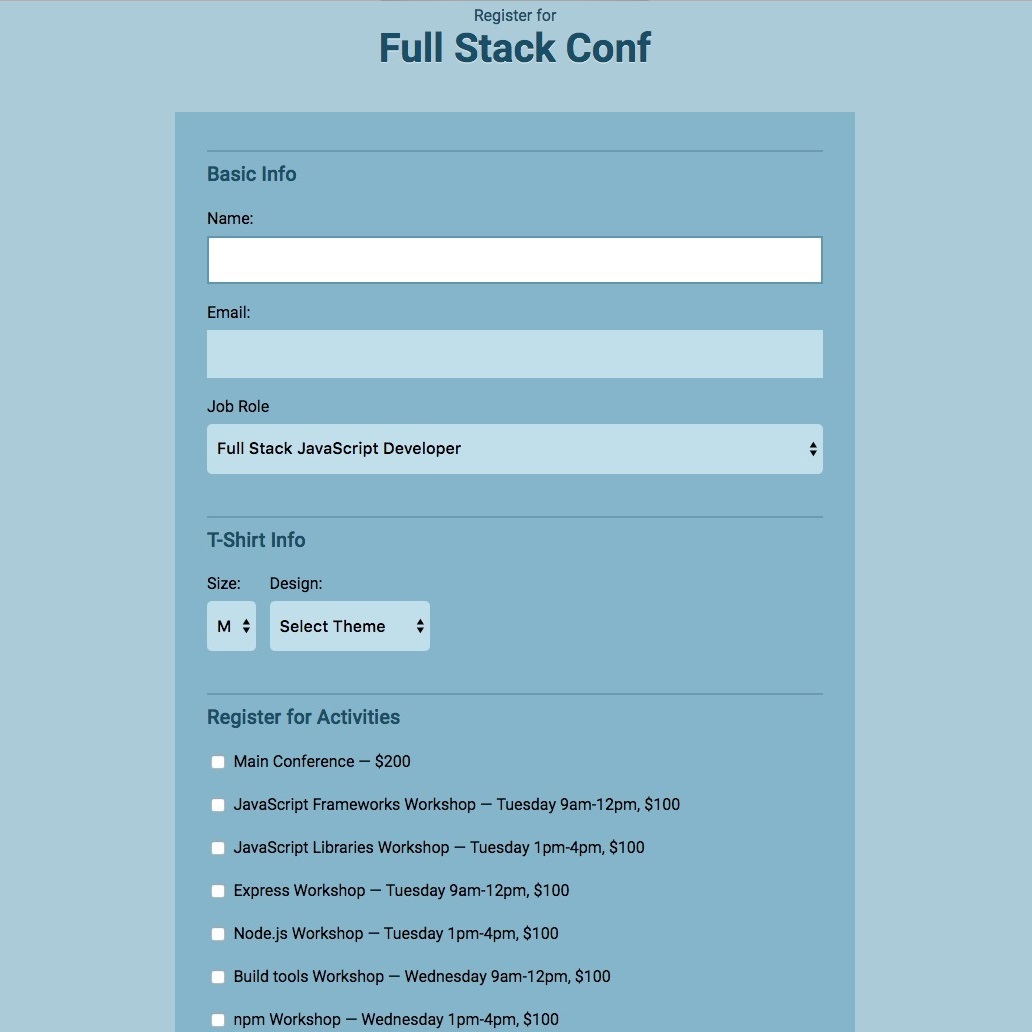 Register for
Full Stack Conf
Basic Info
Name:
Email:
Job Role
Full Stack JavaScript Developer
T-Shirt Info
Size: Design:
M Select Theme
Register for Activities
Main Conference — $200
JavaScript Frameworks Workshop — Tuesday 9am-12pm, $100
JavaScript Libraries Workshop — Tuesday 1pm-4pm, $100
Express Workshop — Tuesday 9am-12pm, $100
Node.js Workshop — Tuesday 1pm-4pm, $100
Build tools Workshop — Wednesday 9am-12pm, $100
npm Workshop — Wednesday 1pm-4pm, $100